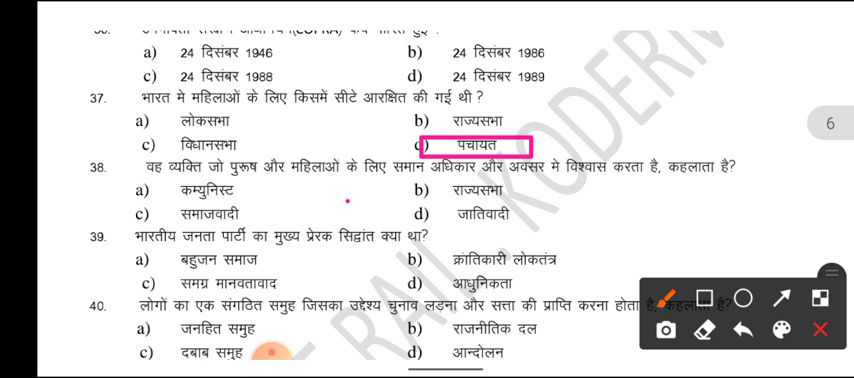 a) 24 दिसंबर 1946 b) 24 दिसंबर 1986
c) 24 दिसंबर 1988 d) 24 दिसंबर 1989
37. भारत मे महिलाओं के लिए किसमें सीटे आरक्षित की गई थी ?
a) लोकसभा b) राज्यसभा
6
c) विधानसभा d) पचायत
38. वह व्यक्ति जो पुरूष और महिलाओं के लिए समान अधिकार और अवसर मे विश्वास करता है, कहलाता है?
a) कम्युनिस्ट b) राज्यसभा
c) समाजवादी d) जातिवादी
39. भारतीय जनता पार्टी का मुख्य प्रेरक सिद्वांत क्या था?
a) बहुजन समाज b) क्रांतिकारी लोकतंत्र
c) समग्र मानवतावाद d) आधुनिकता
40. लोगों का एक संगठित समुह जिसका उद्देश्य चुनाव लड़ना और सत्ता की प्राप्ति करना होता है, कहलाता है?
a) जनहित समुह b) राजनीतिक दल
c) दबाब समुह d) आन्दोलन
RAIL, KODERM